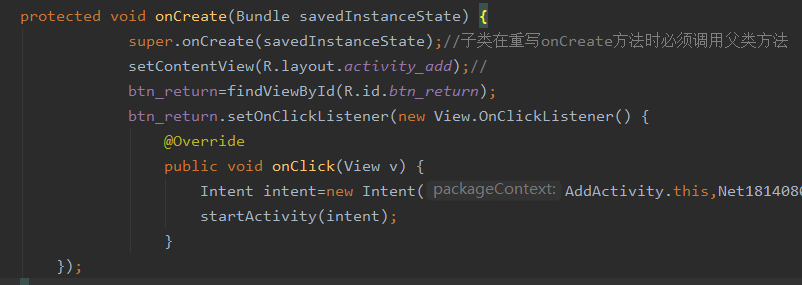 protected void onCreate(Bundle savedInstanceState) {
super.onCreate(savedInstanceState);//子类在重写onCreate方法时必须调用父类方法
setContentView(R.layout.activity_add);//
btn_return=findViewById(R.id.btn_return);
btn_return.setOnClickListener(new View.OnClickListener() {
@Override
public void onClick(View v) {
Intent intent=new Intent( packageContext: AddActivity.this,Net1814080
startActivity(intent);
}
});